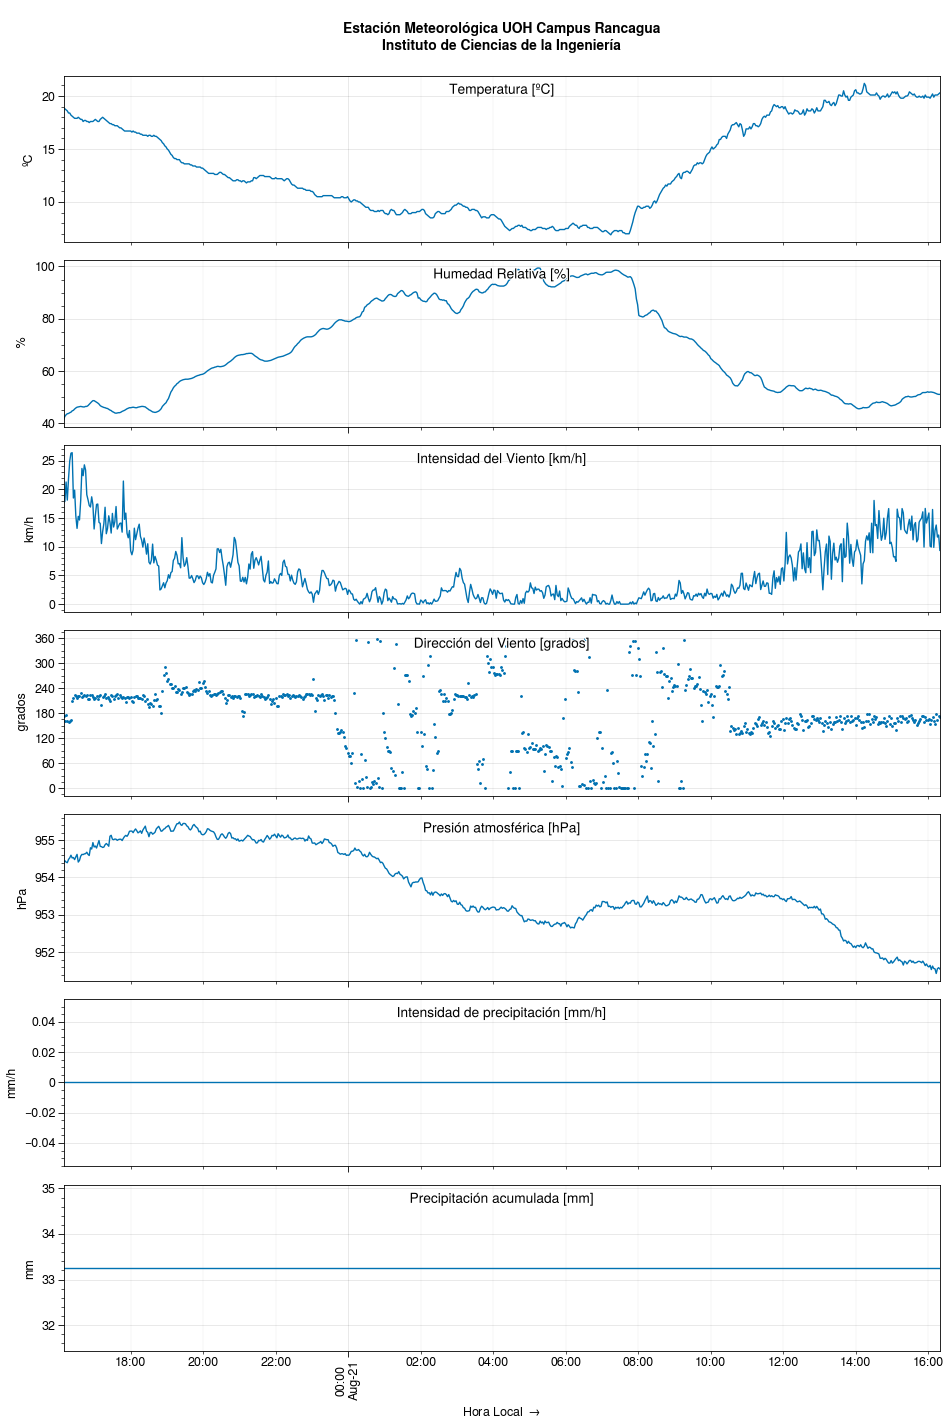 Estación Meteorológica UOH Campus Rancagua
Instituto de Ciencias de la Ingeniería
Temperatura [ºC]
20
15
10
ºC
Humedad Relativa [%]
100
80
60
40
%
Intensidad del Viento [km/h]
25
20
15
10
5
0
km/h
Dirección del Viento [grados]
360
300
240
180
120
60
0
grados
Presión atmosférica [hPa]
955
954
953
952
hPa
Intensidad de precipitación [mm/h]
0.04
0.02
0
−0.02
−0.04
mm/h
Precipitación acumulada [mm]
35
34
33
32
mm
18:00 20:00 22:00 00:00 02:00 04:00 06:00 08:00 10:00 12:00 14:00 16:00
Aug-21
Hora Local →